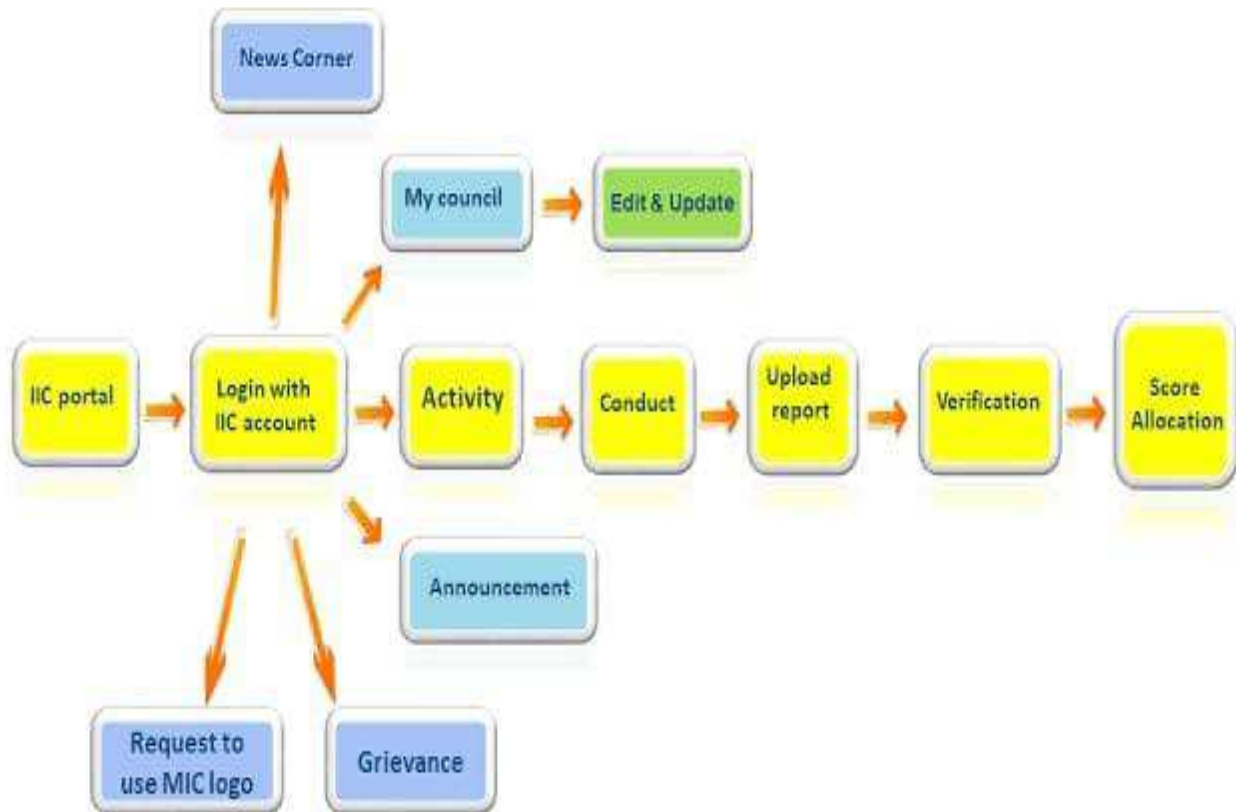 News Corner
My council
Edit & Update
IIC portal
Login with
IIC account
Activity
Conduct
Upload
report
Verification
Score
Allocation
Announcement
Request to
use MIC logo
Grievance